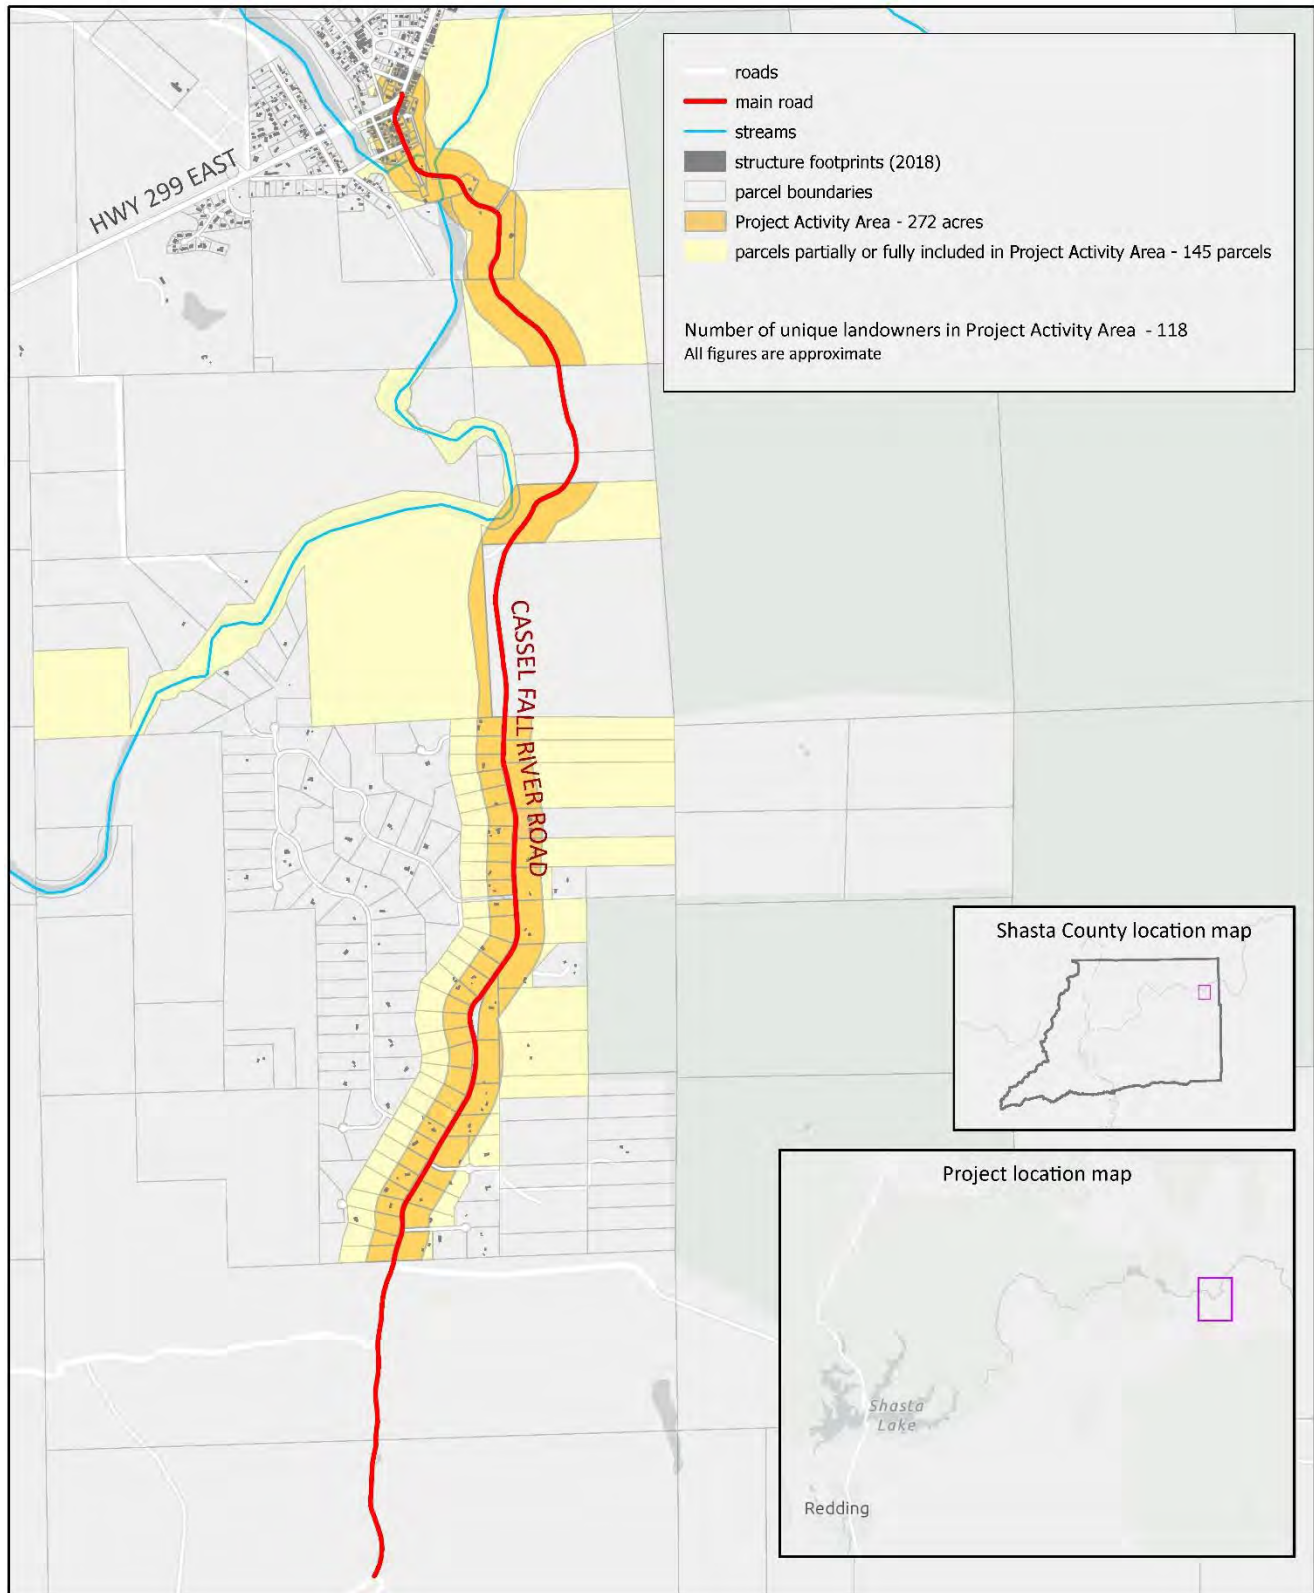 roads
main road
streams
structure footprints (2018)
parcel boundaries
Project Activity Area - 272 acres
parcels partially or fully included in Project Activity Area - 145 parcels
Number of unique landowners in Project Activity Area - 118
All figures are approximate
HWY 299 EAST
CASSEL FALL RIVER ROAD
Shasta County location map
Project location map
Shasta
Lake
Redding